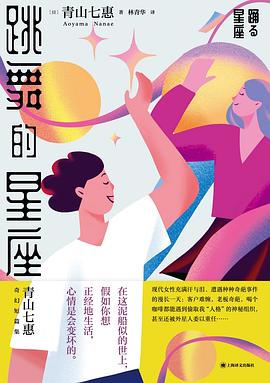 [日] 青山七惠 著 林青华 译
Aoyama Nanae
踊る
星座
跳舞的星座
青山七惠
奇幻短篇集
在这泥船似的世上，
假如你想
正经地生活，
心情是会变坏的。
现代女性充满汗与泪、遭遇种种奇葩事
件的漫长一天：客户难缠，老板奇葩，喝个
咖啡都能遇到偷取我“人格”的神秘组织，
甚至还被外星人委以重任……
上海译文出版社